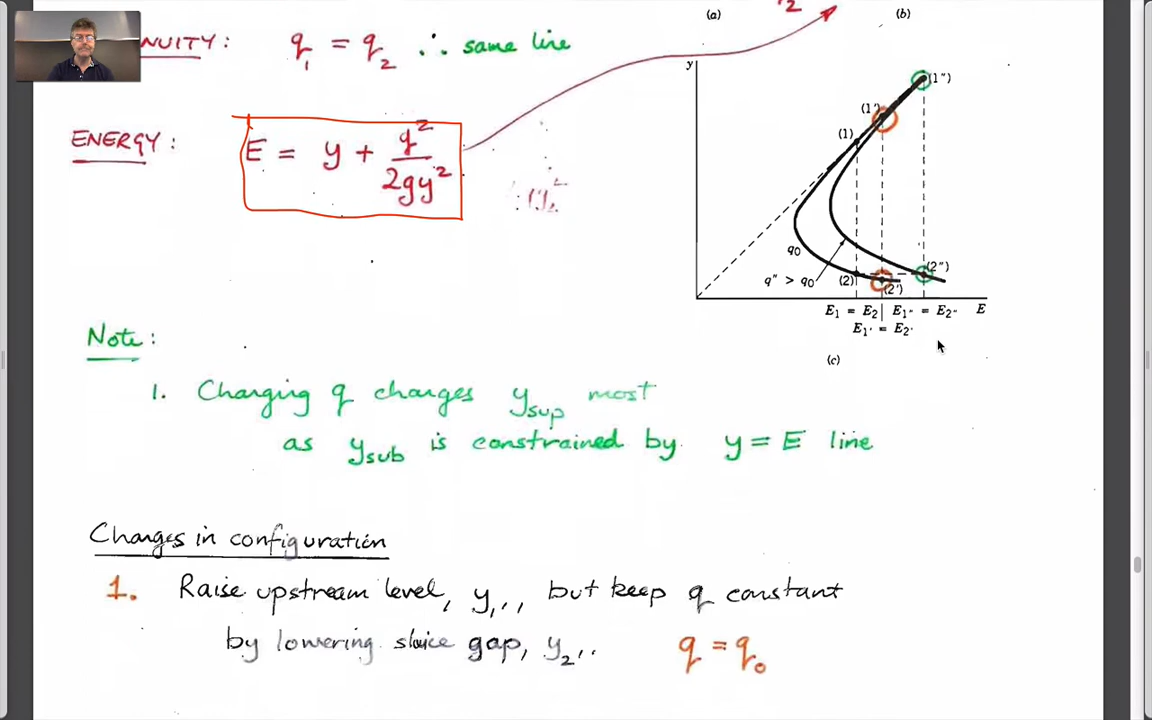 (a) (b)
NUITY: q1 = q2 ∴ same line
ENERGY: E = y + q²/2gy²
y
(1'')
(1')
(1)
q0
q'' > q0
(2)
(2')
(2'')
E1 = E2 E1'' = E2'' E
E1' = E2'
(c)
Note:
1. Changing q changes ysup most
as ysub is constrained by y = E line
Changes in configuration
1. Raise upstream level, y1,, but keep q constant
by lowering sluice gap, y2,. q = q0